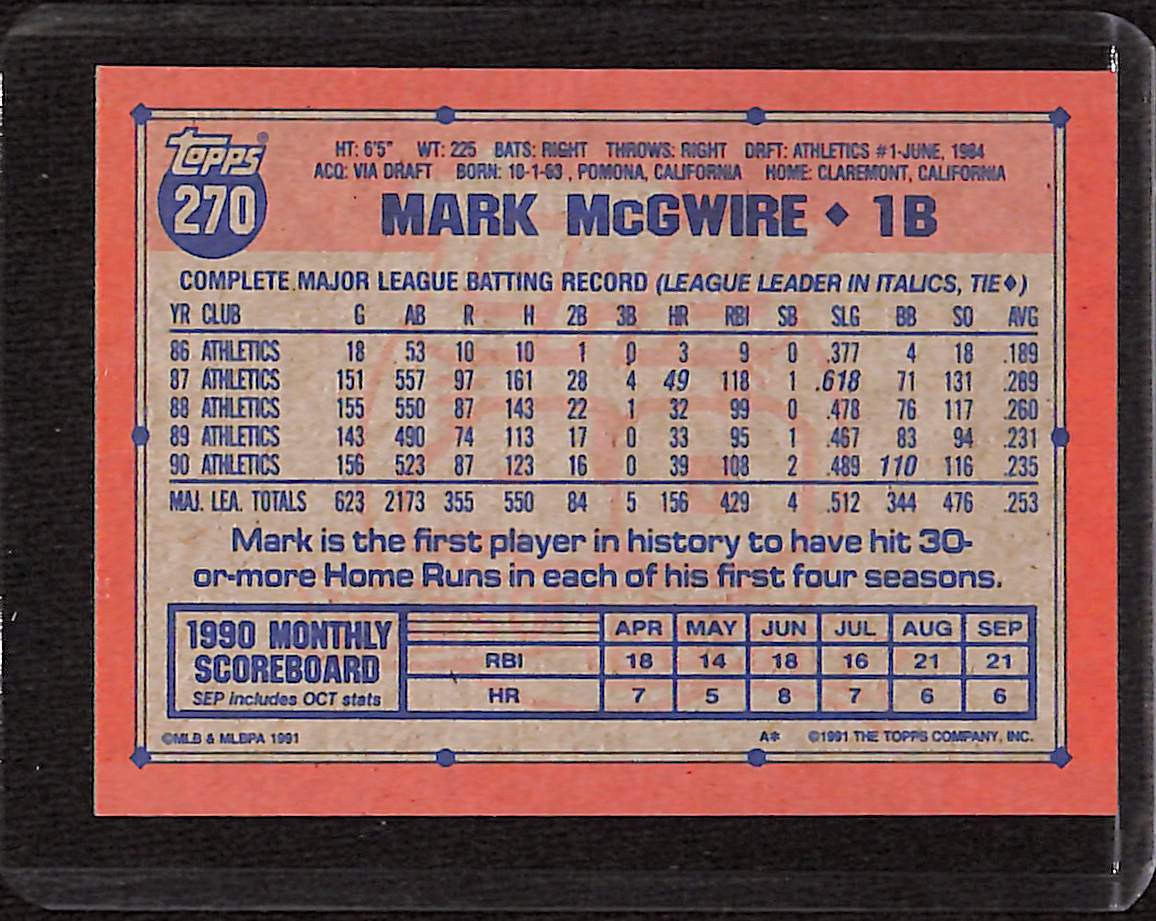 Topps®
270
HT: 6'5" WT: 225 BATS: RIGHT THROWS: RIGHT DRFT: ATHLETICS #1-JUNE, 1984
ACQ: VIA DRAFT BORN: 10-1-63 , POMONA, CALIFORNIA HOME: CLAREMONT, CALIFORNIA
MARK McGWIRE ♦ 1B
COMPLETE MAJOR LEAGUE BATTING RECORD (LEAGUE LEADER IN ITALICS, TIE♦)
YR CLUB G AB R H 2B 3B HR RBI SB SLG BB SO AVG
86 ATHLETICS 18 53 10 10 1 0 3 9 0 .377 4 18 .189
87 ATHLETICS 151 557 97 161 28 4 49 118 1 .618 71 131 .289
88 ATHLETICS 155 550 87 143 22 1 32 99 0 .478 76 117 .260
89 ATHLETICS 143 490 74 113 17 0 33 95 1 .467 83 94 .231
90 ATHLETICS 156 523 87 123 16 0 39 108 2 .489 110 116 .235
MAJ. LEA. TOTALS 623 2173 355 550 84 5 156 429 4 .512 344 476 .253
Mark is the first player in history to have hit 30-
or-more Home Runs in each of his first four seasons.
1990 MONTHLY
SCOREBOARD
SEP includes OCT stats
APR MAY JUN JUL AUG SEP
RBI 18 14 18 16 21 21
HR 7 5 8 7 6 6
©MLB & MLBPA 1991 A* ©1991 THE TOPPS COMPANY, INC.